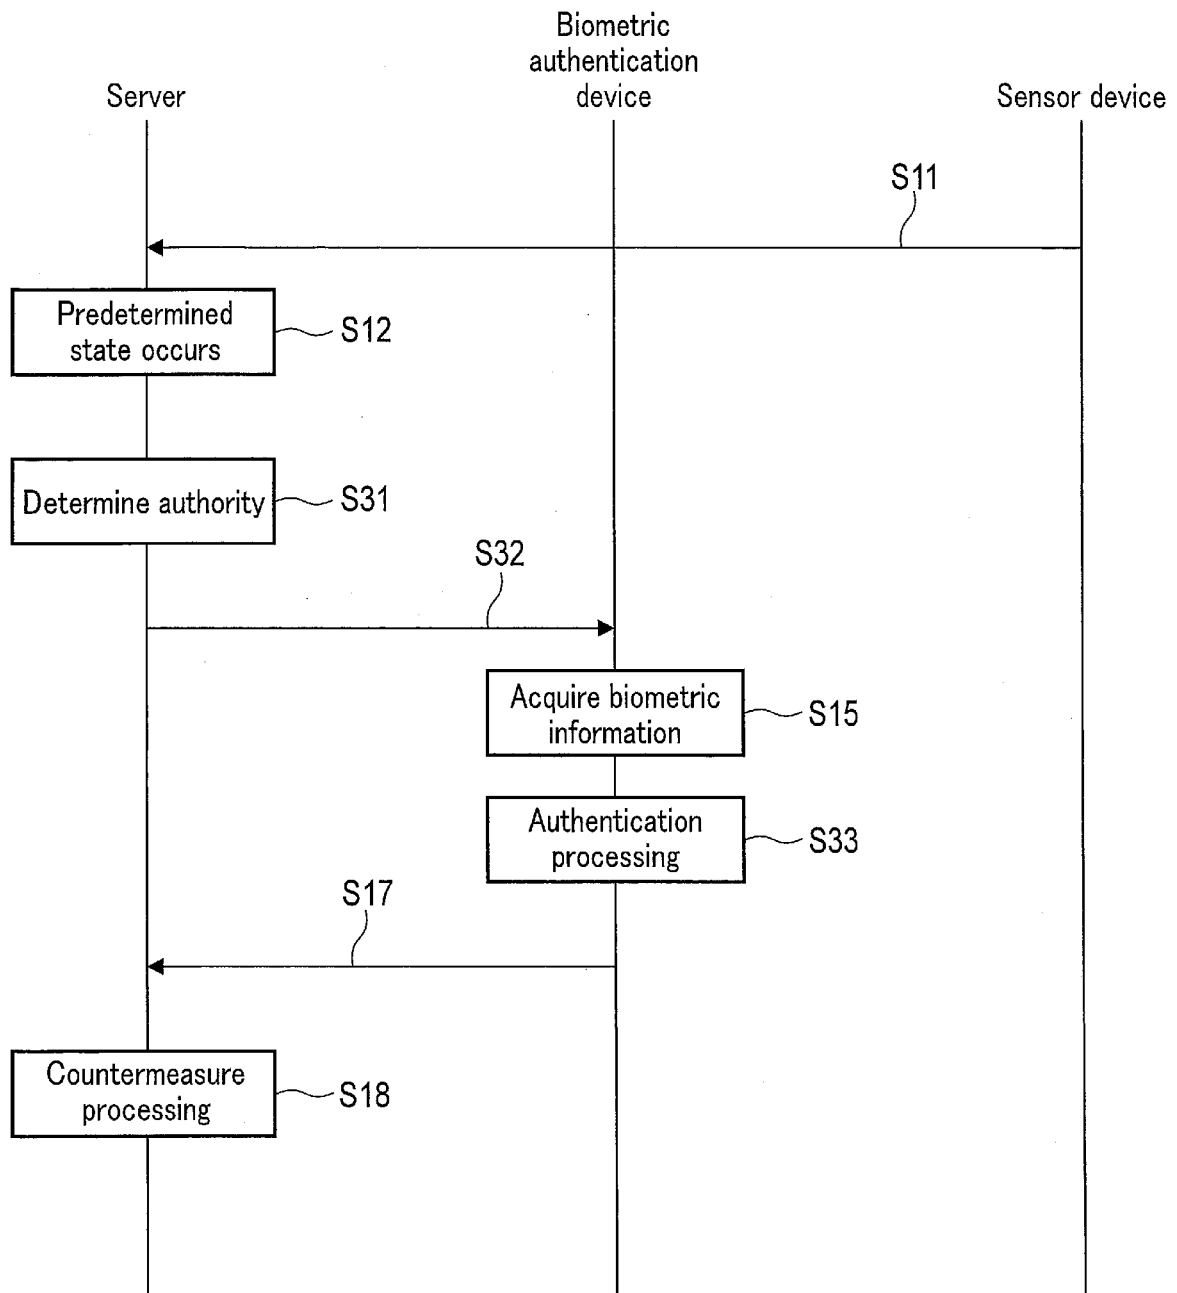 Biometric
authentication
device
Server
Sensor device
S11
Predetermined
state occurs
S12
Determine authority
S31
S32
Acquire biometric
information
S15
Authentication
processing
S33
S17
Countermeasure
processing
S18